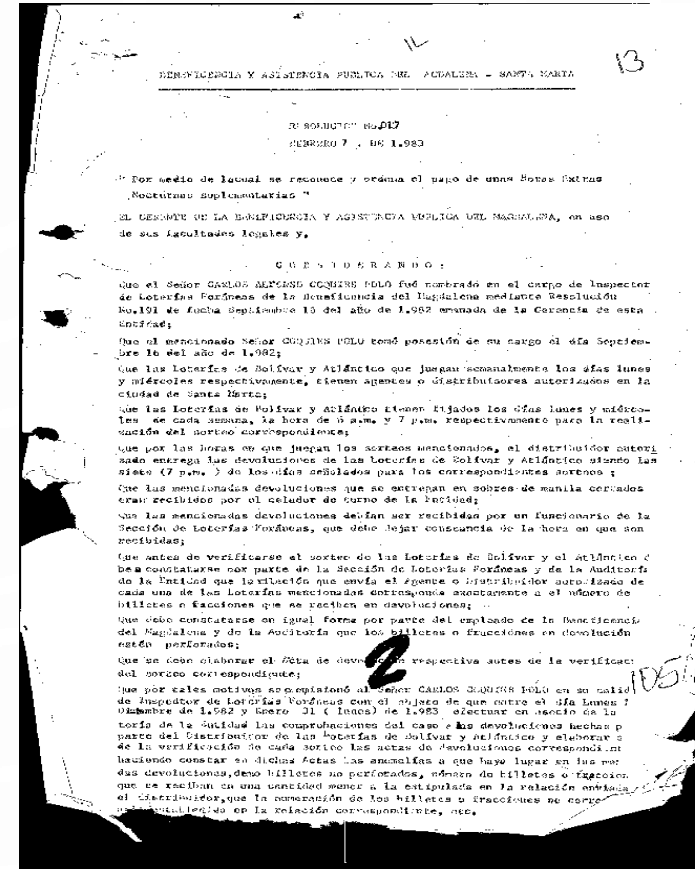 13
BENEFICENCIA Y ASISTENCIA PUBLICA DEL MAGDALENA - SANTA MARTA
RESOLUCION No.017
FEBRERO 7 , DE 1.983
" Por medio de lacual se reconoce y ordena el pago de unas Horas Extras
Nocturnas suplementarias "
EL GERENTE DE LA BENEFICENCIA Y ASISTENCIA PUBLICA DEL MAGDALENA, en uso
de sus facultades legales y,
C O N S I D E R A N D O :
Que el Señor CARLOS ALFONSO COQUIES POLO fué nombrado en el cargo de Inspector
de Loterías Foráneas de la Beneficencia del Magdalena mediante Resolución
No.191 de fecha Septiembre 15 del año de 1.982 emanada de la Gerencia de esta
Entidad;
Que el mencionado Señor COQUIES POLO tomó posesión de su cargo el día Septiem-
bre 16 del año de 1.982;
Que las Loterías de Bolívar y Atlántico que juegan semanalmente los días lunes
y miércoles respectivamente, tienen agentes o distribuidores autorizados en la
ciudad de Santa Marta;
Que las Loterías de Bolívar y Atlántico tienen fijados los días lunes y miérco-
les de cada semana, la hora de p.m. y 7 p.m. respectivamente para la reali-
zación del sorteo correspondiente;
Que por las horas en que juegan los sorteos mencionados, el distribuidor autori
zado entrega las devoluciones de las Loterías de Bolívar y Atlántico siendo las
siete (7 p.m. ) de los días señalados para los correspondientes sorteos ;
Que las mencionadas devoluciones que se entregan en sobres de manila cerrados
eran recibidos por el celador de turno de la Entidad;
Que las mencionadas devoluciones debían ser recibidas por un funcionario de la
Sección de Loterías Foráneas, que debe dejar constancia de la hora en que son
recibidas;
Que antes de verificarse el sorteo de las Loterías de Bolívar y el Atlántico
constatarse por parte de la Sección de Loterías Foráneas y de la Auditoría
de la Entidad que la relación que envía el Agente o Distribuidor autorizado de
cada una de las Loterías mencionadas corresponde exactamente a el número de
billetes o fracciones que se reciben en devoluciones;
Que debe constatarse en igual forma por parte del empleado de la Beneficencia
del Magdalena y de la Auditoría que los billetes o fracciones en devolución
estén perforados;
Que se debe elaborar el Acta de respectiva antes de la verificac
del sorteo correspondiente;
2
105
Que por tales motivos se al Señor CARLOS COQUIES POLO en su calid
de Inspector de Loterías Foráneas con el objeto de que entre el día Lunes
Diciembre de 1.982 y Enero 31 ( lunes) de 1.983 efectuar en asocio de la
toría de la Entidad las comprobaciones del caso a las devoluciones hechas p
parte del Distribuidor de las Loterías de Bolívar y Atlántico y elaborar
de la verificación de cada sorteo las actas de devoluciones correspondient
haciendo constar en dichas Actas las anomalías a que haya lugar en las
das devoluciones, billetes no perforados, número de billetes o fraccion
que se reciban en una cantidad menor a la estipulada en la relación enviada
el distribuidor,que la numeración de los billetes o fracciones no corre
en la relación correspondiente, etc.